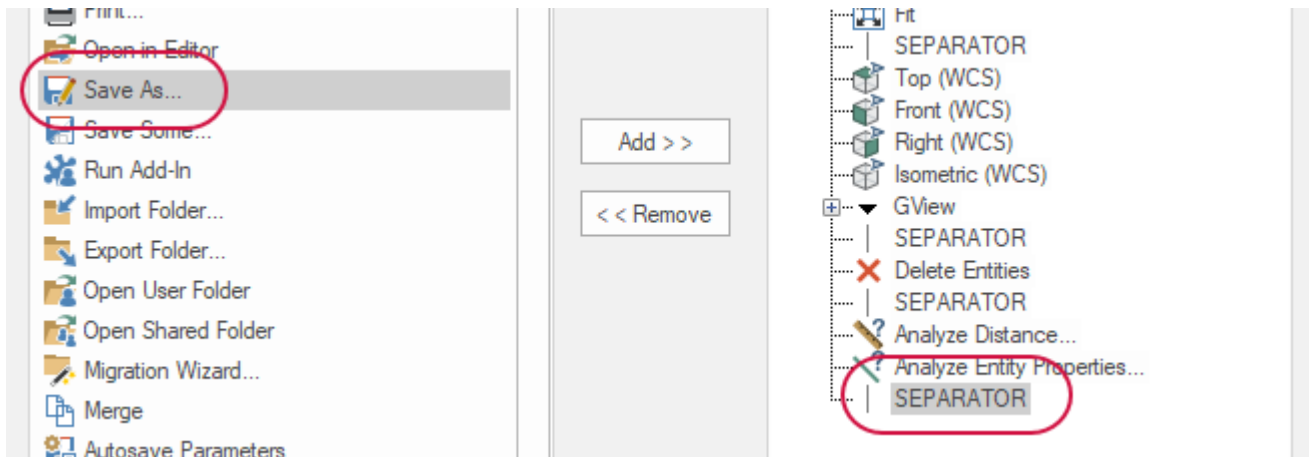 Print...
Open in Editor
Save As...
Save Some...
Run Add-In
Import Folder...
Export Folder...
Open User Folder
Open Shared Folder
Migration Wizard...
Merge
Autosave Parameters
Add > >
< < Remove
Fit
SEPARATOR
Top (WCS)
Front (WCS)
Right (WCS)
Isometric (WCS)
GView
SEPARATOR
Delete Entities
SEPARATOR
Analyze Distance...
Analyze Entity Properties...
SEPARATOR